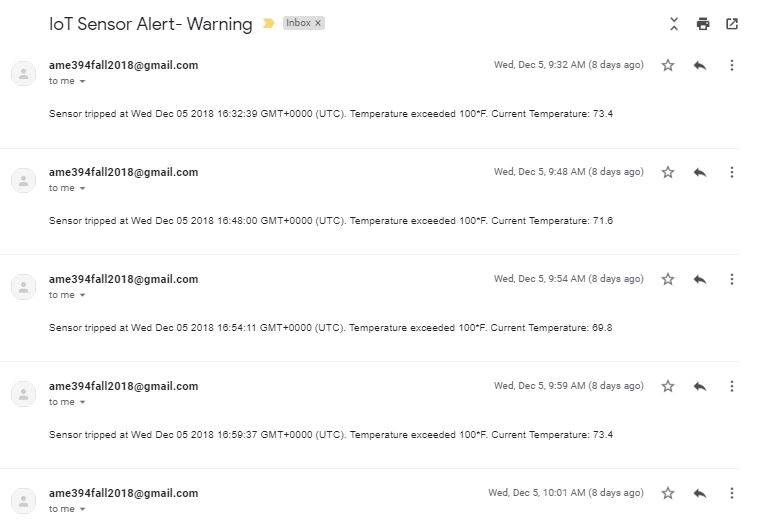 IoT Sensor Alert- Warning Inbox x
ame394fall2018@gmail.com Wed, Dec 5, 9:32 AM (8 days ago)
to me
Sensor tripped at Wed Dec 05 2018 16:32:39 GMT+0000 (UTC). Temperature exceeded 100*F. Current Temperature: 73.4
ame394fall2018@gmail.com Wed, Dec 5, 9:48 AM (8 days ago)
to me
Sensor tripped at Wed Dec 05 2018 16:48:00 GMT+0000 (UTC). Temperature exceeded 100*F. Current Temperature: 71.6
ame394fall2018@gmail.com Wed, Dec 5, 9:54 AM (8 days ago)
to me
Sensor tripped at Wed Dec 05 2018 16:54:11 GMT+0000 (UTC). Temperature exceeded 100*F. Current Temperature: 69.8
ame394fall2018@gmail.com Wed, Dec 5, 9:59 AM (8 days ago)
to me
Sensor tripped at Wed Dec 05 2018 16:59:37 GMT+0000 (UTC). Temperature exceeded 100*F. Current Temperature: 73.4
ame394fall2018@gmail.com Wed, Dec 5, 10:01 AM (8 days ago)
to me